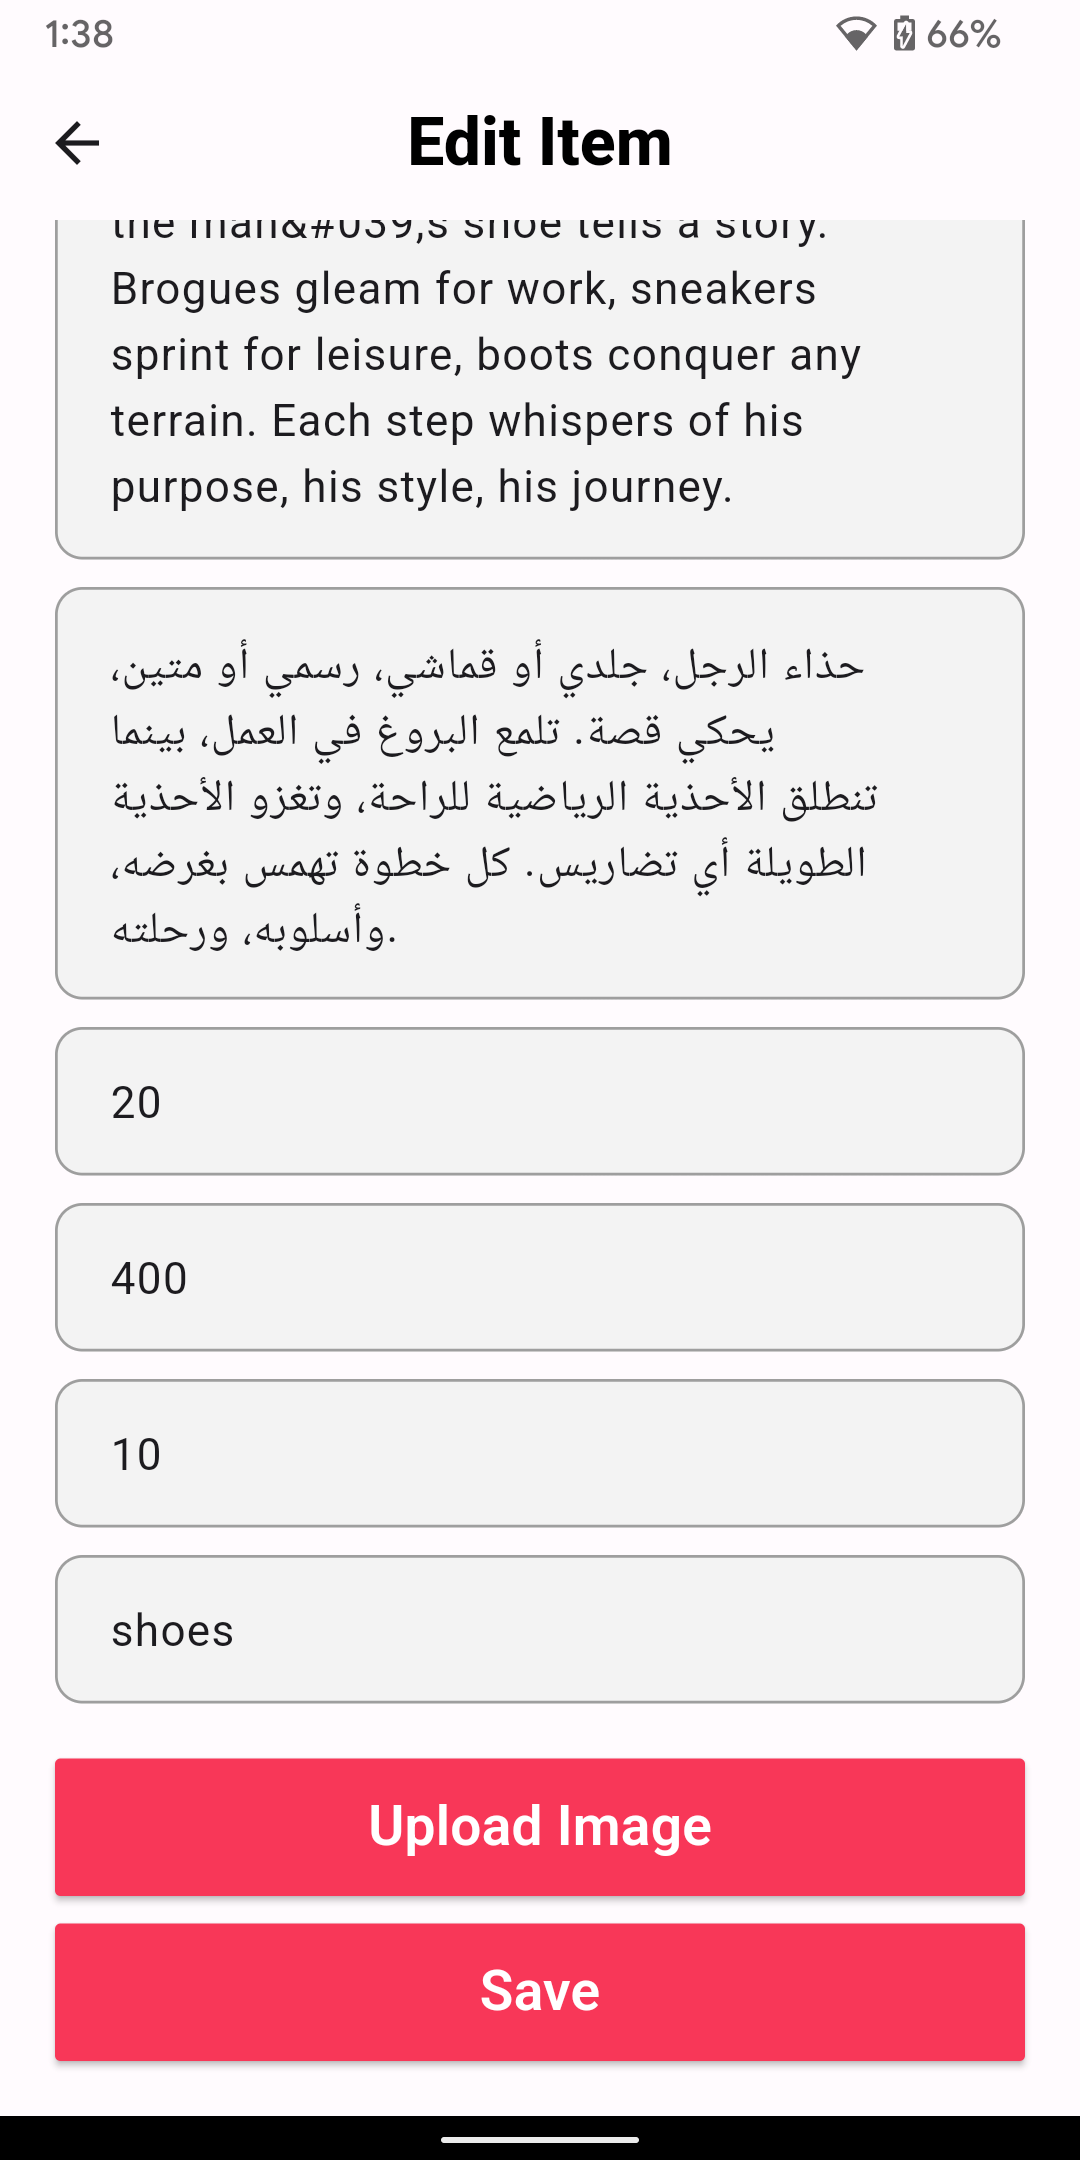 1:38
66%
Edit Item
the man&#039,s shoe tells a story.
Brogues gleam for work, sneakers
sprint for leisure, boots conquer any
terrain. Each step whispers of his
purpose, his style, his journey.
حذاء الرجل، جلدي أو قماشي، رسمي أو متين،
يحكي قصة. تلمع البروغ في العمل، بينما
تنطلق الأحذية الرياضية للراحة، وتغزو الأحذية
الطويلة أي تضاريس. كل خطوة تهمس بغرضه،
وأسلوبه، ورحلته.
20
400
10
shoes
Upload Image
Save